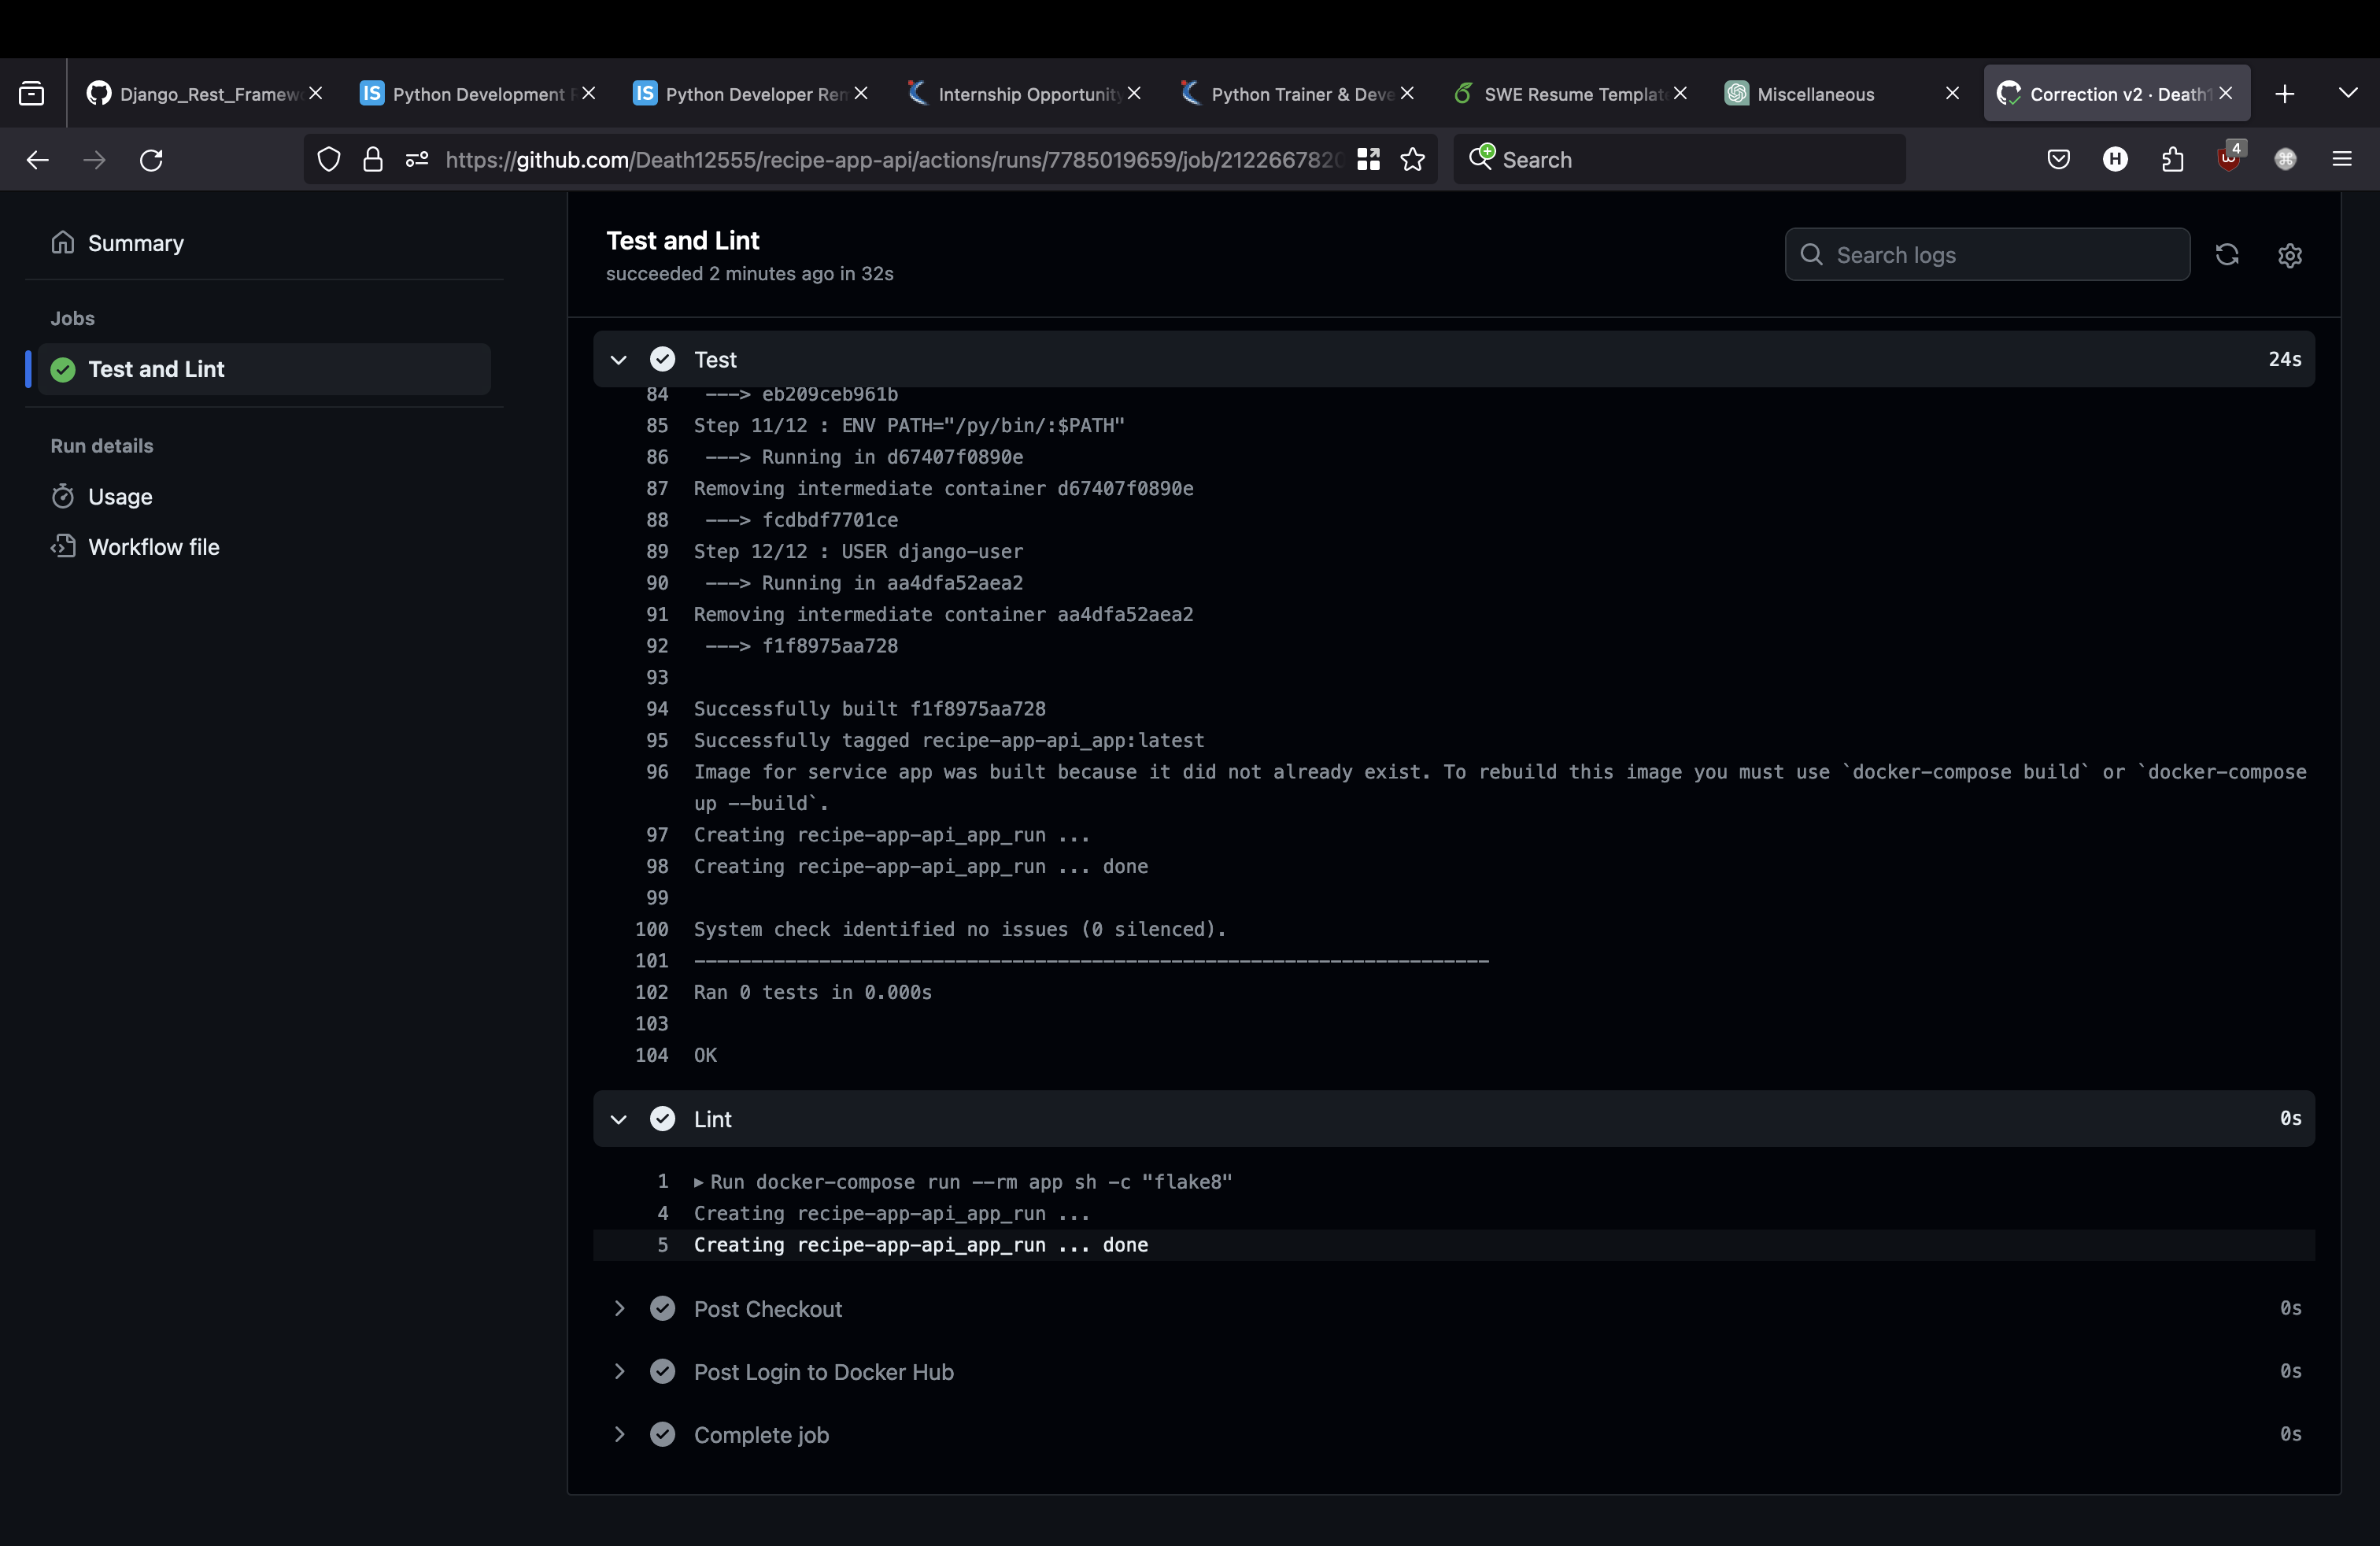 Django_Rest_Framewo
IS Python Development P
IS Python Developer Rem
Internship Opportunity
Python Trainer & Deve
SWE Resume Templat
Miscellaneous
Correction v2 · Death1
https://github.com/Death12555/recipe-app-api/actions/runs/7785019659/job/2122667820
Search
H
4
Summary
Jobs
Test and Lint
Run details
Usage
Workflow file
Test and Lint
succeeded 2 minutes ago in 32s
Search logs
Test 24s
84 ---> eb209ceb961b
85 Step 11/12 : ENV PATH="/py/bin/:$PATH"
86 ---> Running in d67407f0890e
87 Removing intermediate container d67407f0890e
88 ---> fcdbdf7701ce
89 Step 12/12 : USER django-user
90 ---> Running in aa4dfa52aea2
91 Removing intermediate container aa4dfa52aea2
92 ---> f1f8975aa728
93
94 Successfully built f1f8975aa728
95 Successfully tagged recipe-app-api_app:latest
96 Image for service app was built because it did not already exist. To rebuild this image you must use `docker-compose build` or `docker-compose
up --build`.
97 Creating recipe-app-api_app_run ...
98 Creating recipe-app-api_app_run ... done
99
100 System check identified no issues (0 silenced).
101 ----------------------------------------------------------------------
102 Ran 0 tests in 0.000s
103
104 OK
Lint 0s
1 Run docker-compose run --rm app sh -c "flake8"
4 Creating recipe-app-api_app_run ...
5 Creating recipe-app-api_app_run ... done
Post Checkout 0s
Post Login to Docker Hub 0s
Complete job 0s